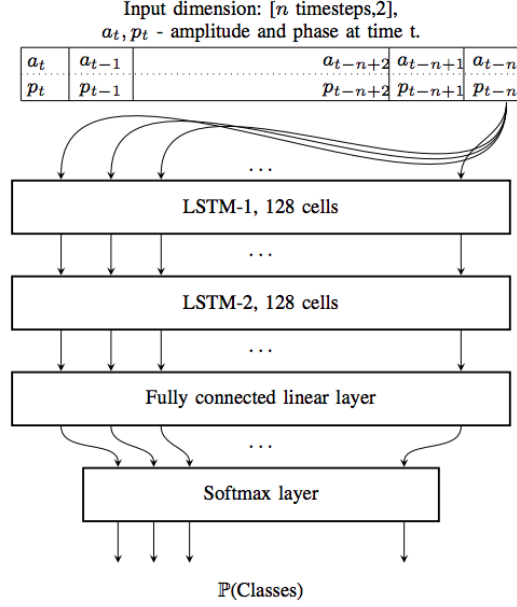 Input dimension: [n timesteps,2],
a_t, p_t - amplitude and phase at time t.
a_t a_{t−1} a_{t−n+2} a_{t−n+1} a_{t−n}
p_t p_{t−1} p_{t−n+2} p_{t−n+1} p_{t−n}
...
LSTM-1, 128 cells
...
LSTM-2, 128 cells
...
Fully connected linear layer
...
Softmax layer
ℙ(Classes)